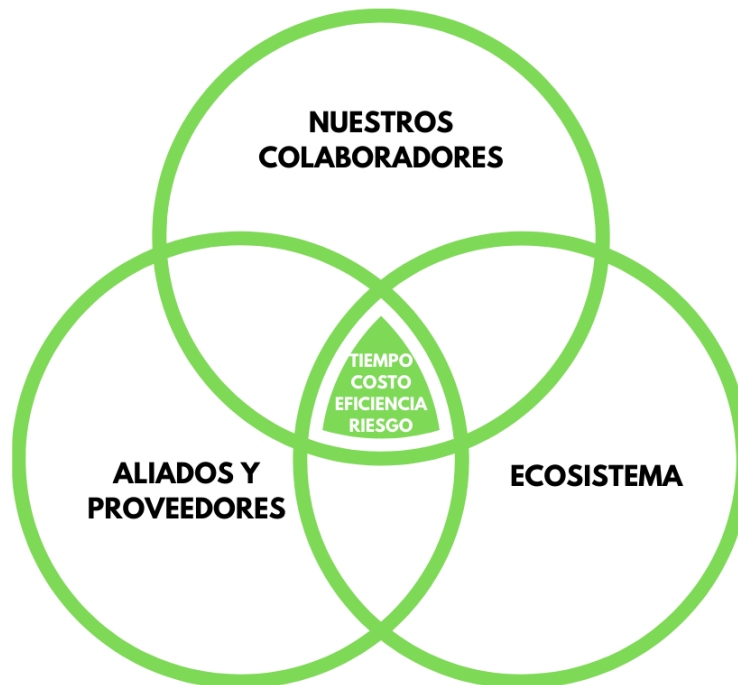 NUESTROS
COLABORADORES
TIEMPO
COSTO
EFICIENCIA
RIESGO
ALIADOS Y
PROVEEDORES
ECOSISTEMA